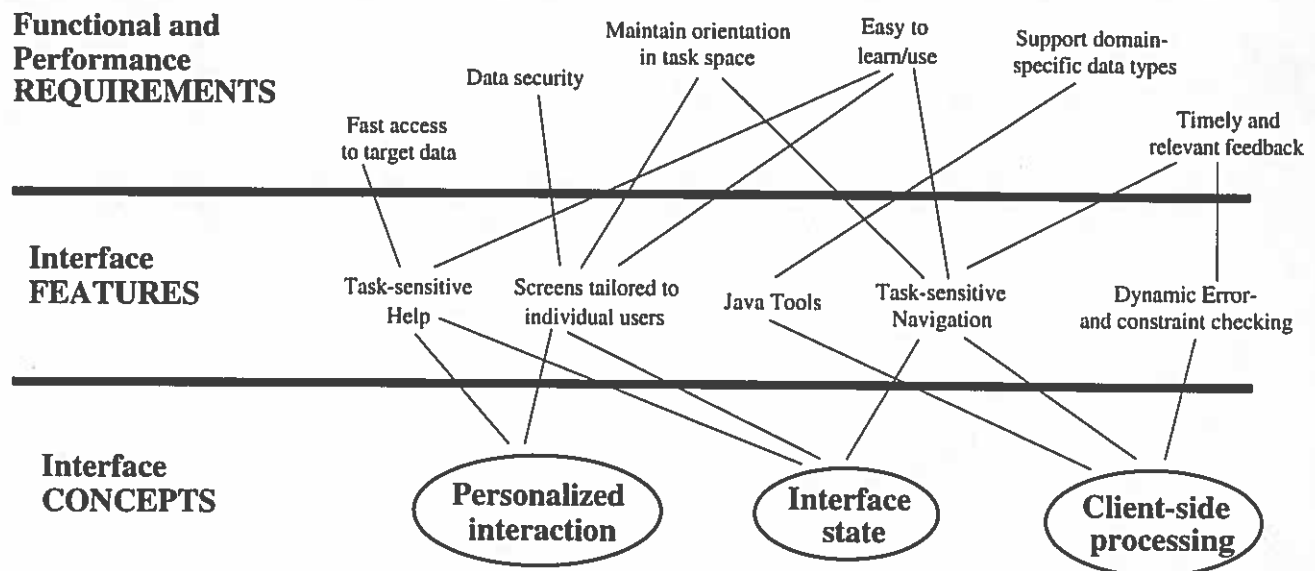 Functional and
Performance
REQUIREMENTS
Maintain orientation
in task space
Easy to
learn/use
Support domain-
specific data types
Data security
Fast access
to target data
Timely and
relevant feedback
Interface
FEATURES
Task-sensitive
Help
Screens tailored to
individual users
Java Tools
Task-sensitive
Navigation
Dynamic Error-
and constraint checking
Interface
CONCEPTS
Personalized
interaction
Interface
state
Client-side
processing